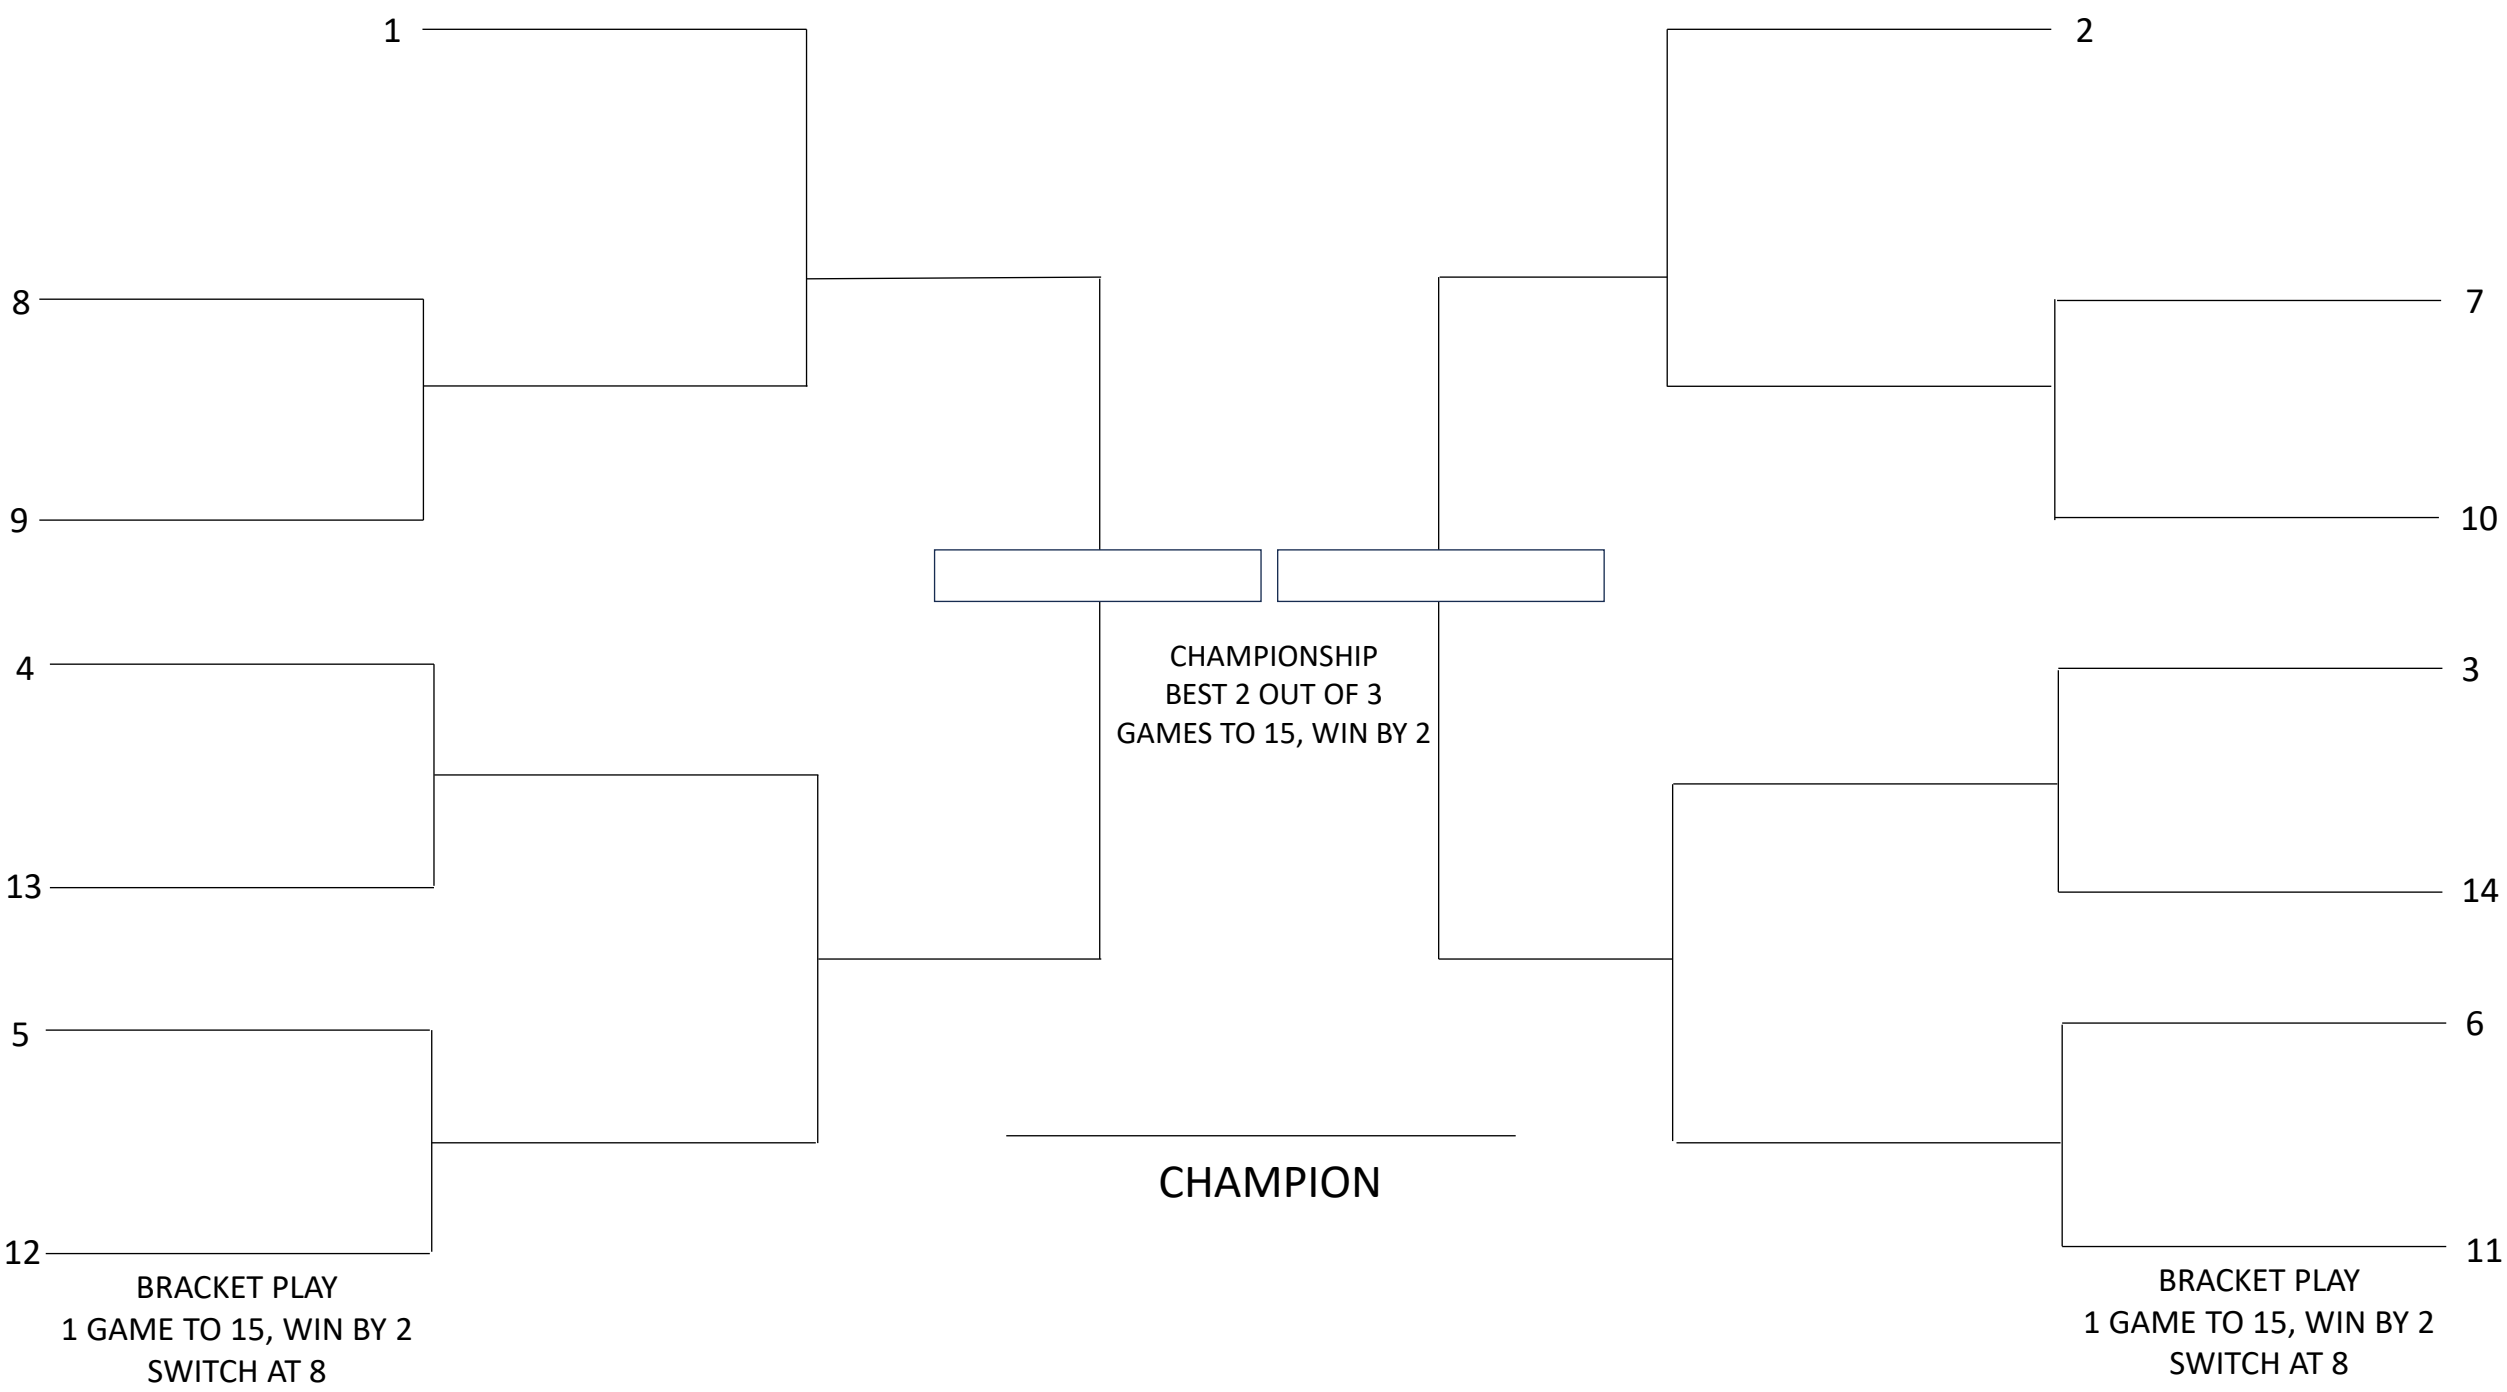 1
2
8
7
9
10
4
CHAMPIONSHIP
BEST 2 OUT OF 3
GAMES TO 15, WIN BY 2
3
13
14
5
6
CHAMPION
12
11
BRACKET PLAY
1 GAME TO 15, WIN BY 2
SWITCH AT 8
BRACKET PLAY
1 GAME TO 15, WIN BY 2
SWITCH AT 8